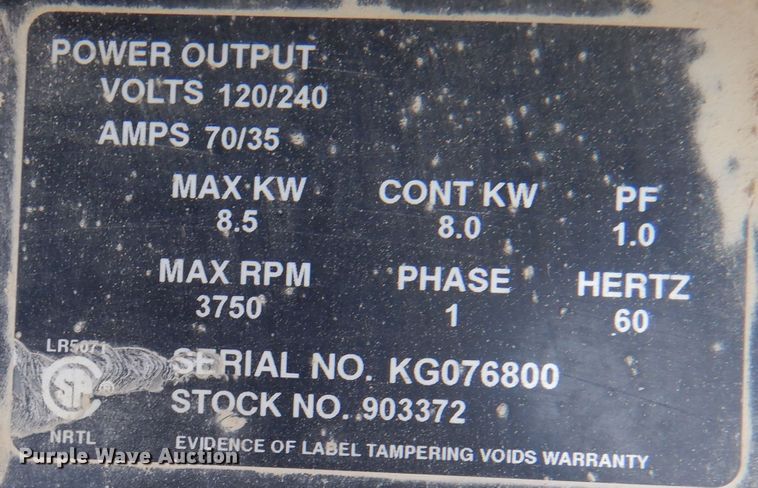 POWER OUTPUT
VOLTS 120/240
AMPS 70/35
MAX KW CONT KW PF
8.5 8.0 1.0
MAX RPM PHASE HERTZ
3750 1 60
LR5071
SERIAL NO. KG076800
SP®
STOCK NO. 903372
NRTL
EVIDENCE OF LABEL TAMPERING VOIDS WARRANTY
Purple Wave Auction